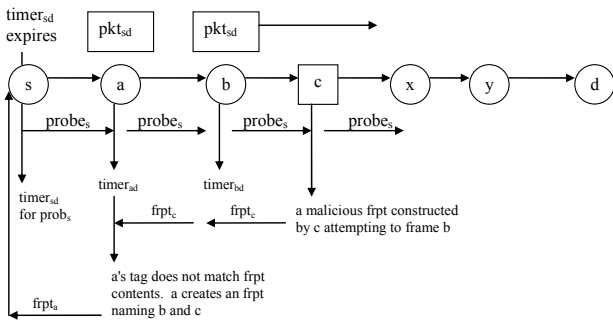 timer_sd
expires
pkt_sd
pkt_sd
s
a
b
c
x
y
d
probe_s
probe_s
probe_s
probe_s
timer_sd
for prob_s
timer_ad
timer_bd
frpt_c
frpt_c
a malicious frpt constructed
by c attempting to frame b
a's tag does not match frpt
contents. a creates an frpt
naming b and c
frpt_a